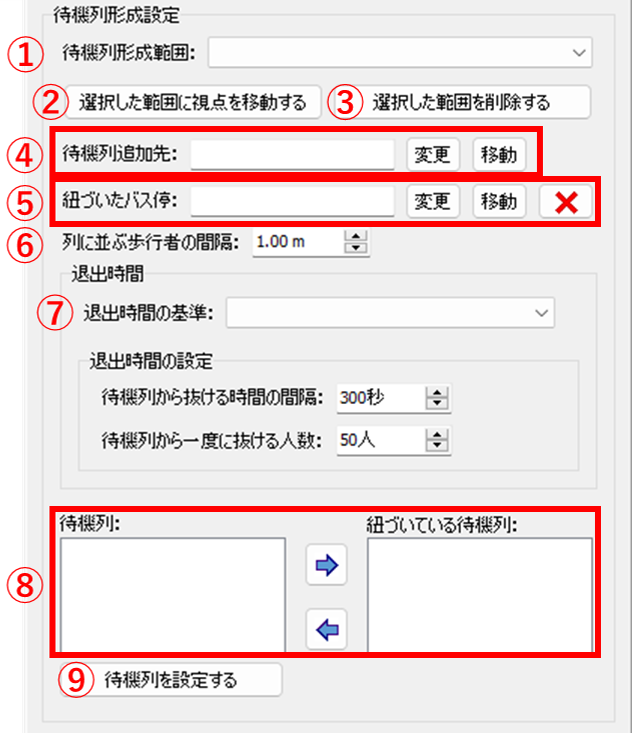 待機列形成設定
① 待機列形成範囲:
② 選択した範囲に視点を移動する ③ 選択した範囲を削除する
④ 待機列追加先: 変更 移動
⑤ 紐づいたバス停: 変更 移動
⑥ 列に並ぶ歩行者の間隔: 1.00 m
退出時間
⑦ 退出時間の基準:
退出時間の設定
待機列から抜ける時間の間隔: 300秒
待機列から一度に抜ける人数: 50人
待機列: 紐づいている待機列:
⑧
⑨ 待機列を設定する